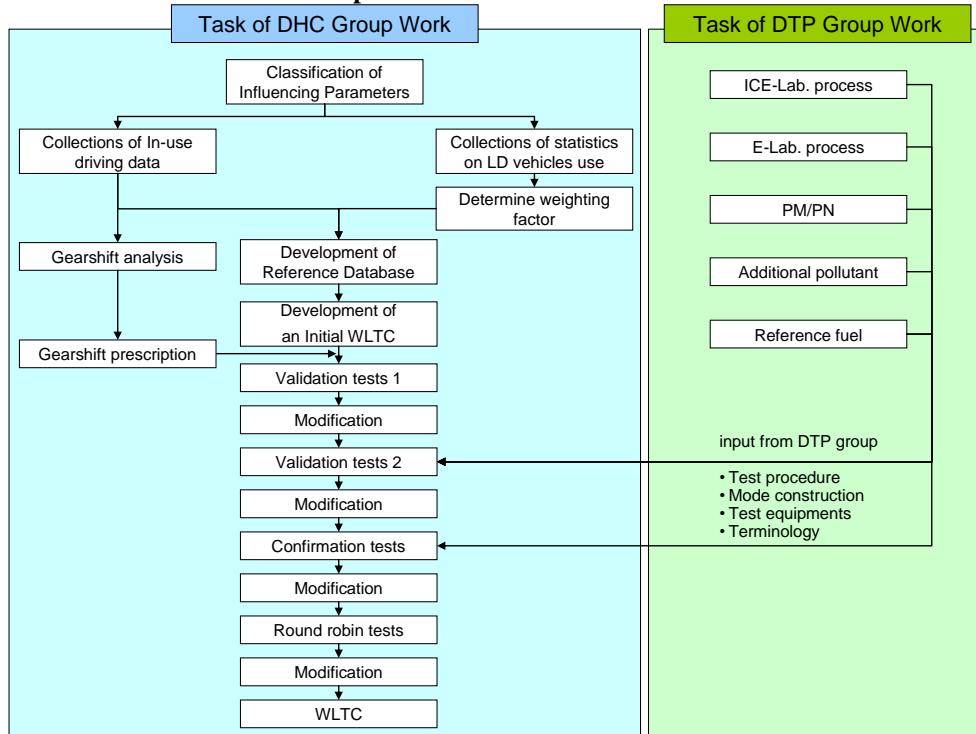 Task of DHC Group Work
Classification of
Influencing Parameters
Collections of In-use
driving data
Collections of statistics
on LD vehicles use
Determine weighting
factor
Gearshift analysis
Development of
Reference Database
Development of
an Initial WLTC
Gearshift prescription
Validation tests 1
Modification
Validation tests 2
Modification
Confirmation tests
Modification
Round robin tests
Modification
WLTC
Task of DTP Group Work
ICE-Lab. process
E-Lab. process
PM/PN
Additional pollutant
Reference fuel
input from DTP group
• Test procedure
• Mode construction
• Test equipments
• Terminology